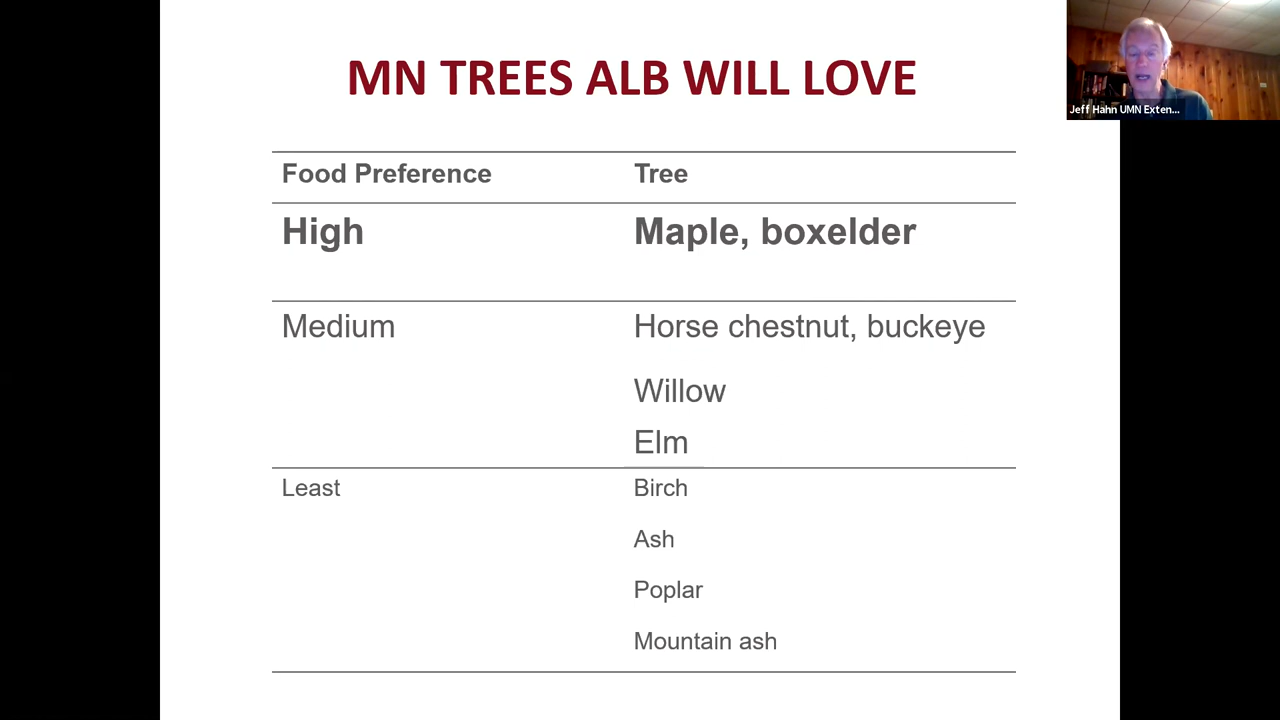 MN TREES ALB WILL LOVE
Jeff Hahn UMN Exten...
Food Preference Tree
High Maple, boxelder
Medium Horse chestnut, buckeye
Willow
Elm
Least Birch
Ash
Poplar
Mountain ash